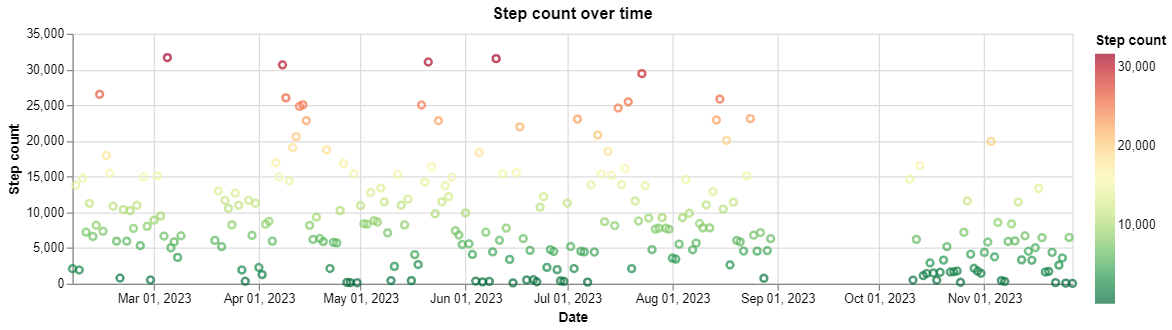 Step count over time
Step count
35,000
30,000
25,000
20,000
15,000
10,000
5,000
0
Mar 01, 2023
Apr 01, 2023
May 01, 2023
Jun 01, 2023
Jul 01, 2023
Aug 01, 2023
Sep 01, 2023
Oct 01, 2023
Nov 01, 2023
Date
Step count
30,000
20,000
10,000